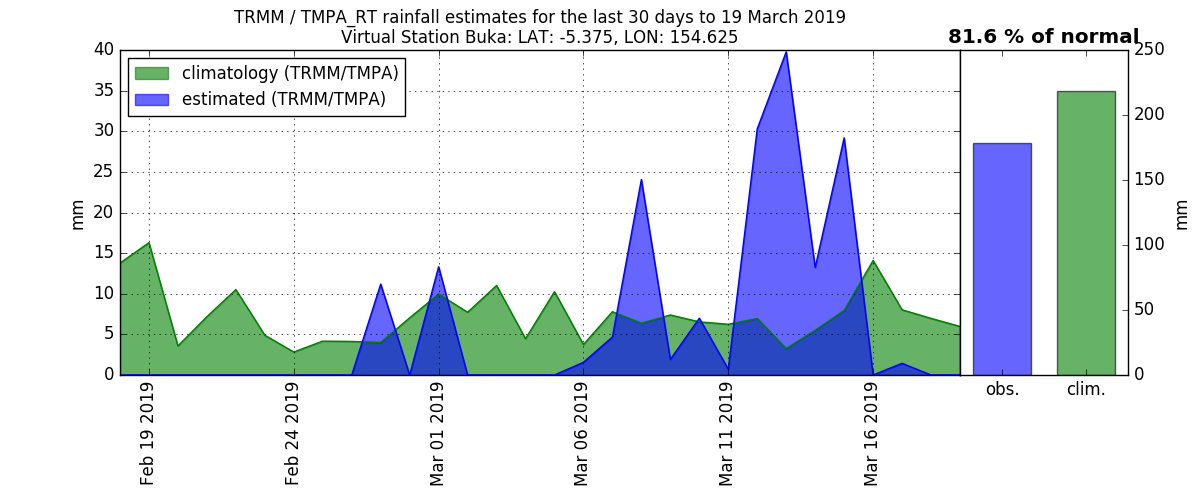 TRMM / TMPA_RT rainfall estimates for the last 30 days to 19 March 2019
Virtual Station Buka: LAT: -5.375, LON: 154.625
81.6 % of normal
climatology (TRMM/TMPA)
estimated (TRMM/TMPA)
mm
40
35
30
25
20
15
10
5
0
Feb 19 2019
Feb 24 2019
Mar 01 2019
Mar 06 2019
Mar 11 2019
Mar 16 2019
obs.
clim.
250
200
150
100
50
0
mm